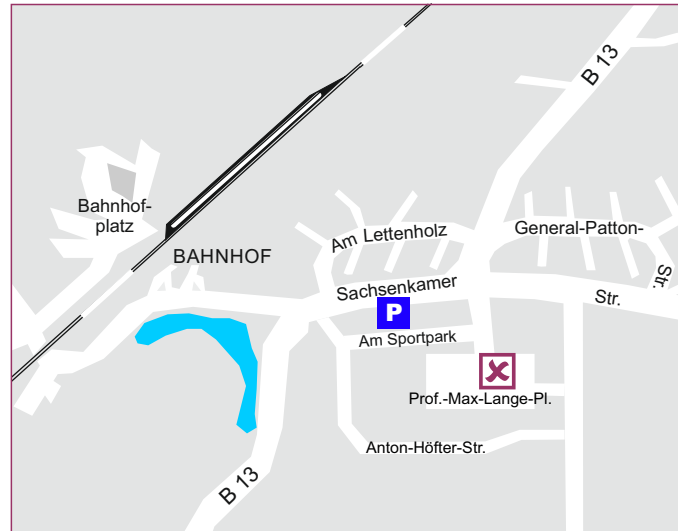 B 13
Bahnhof-
platz
BAHNHOF
Am Lettenholz
General-Patton-
Str.
Sachsenkamer
Str.
P
Am Sportpark
Prof.-Max-Lange-Pl.
Anton-Höfter-Str.
B 13